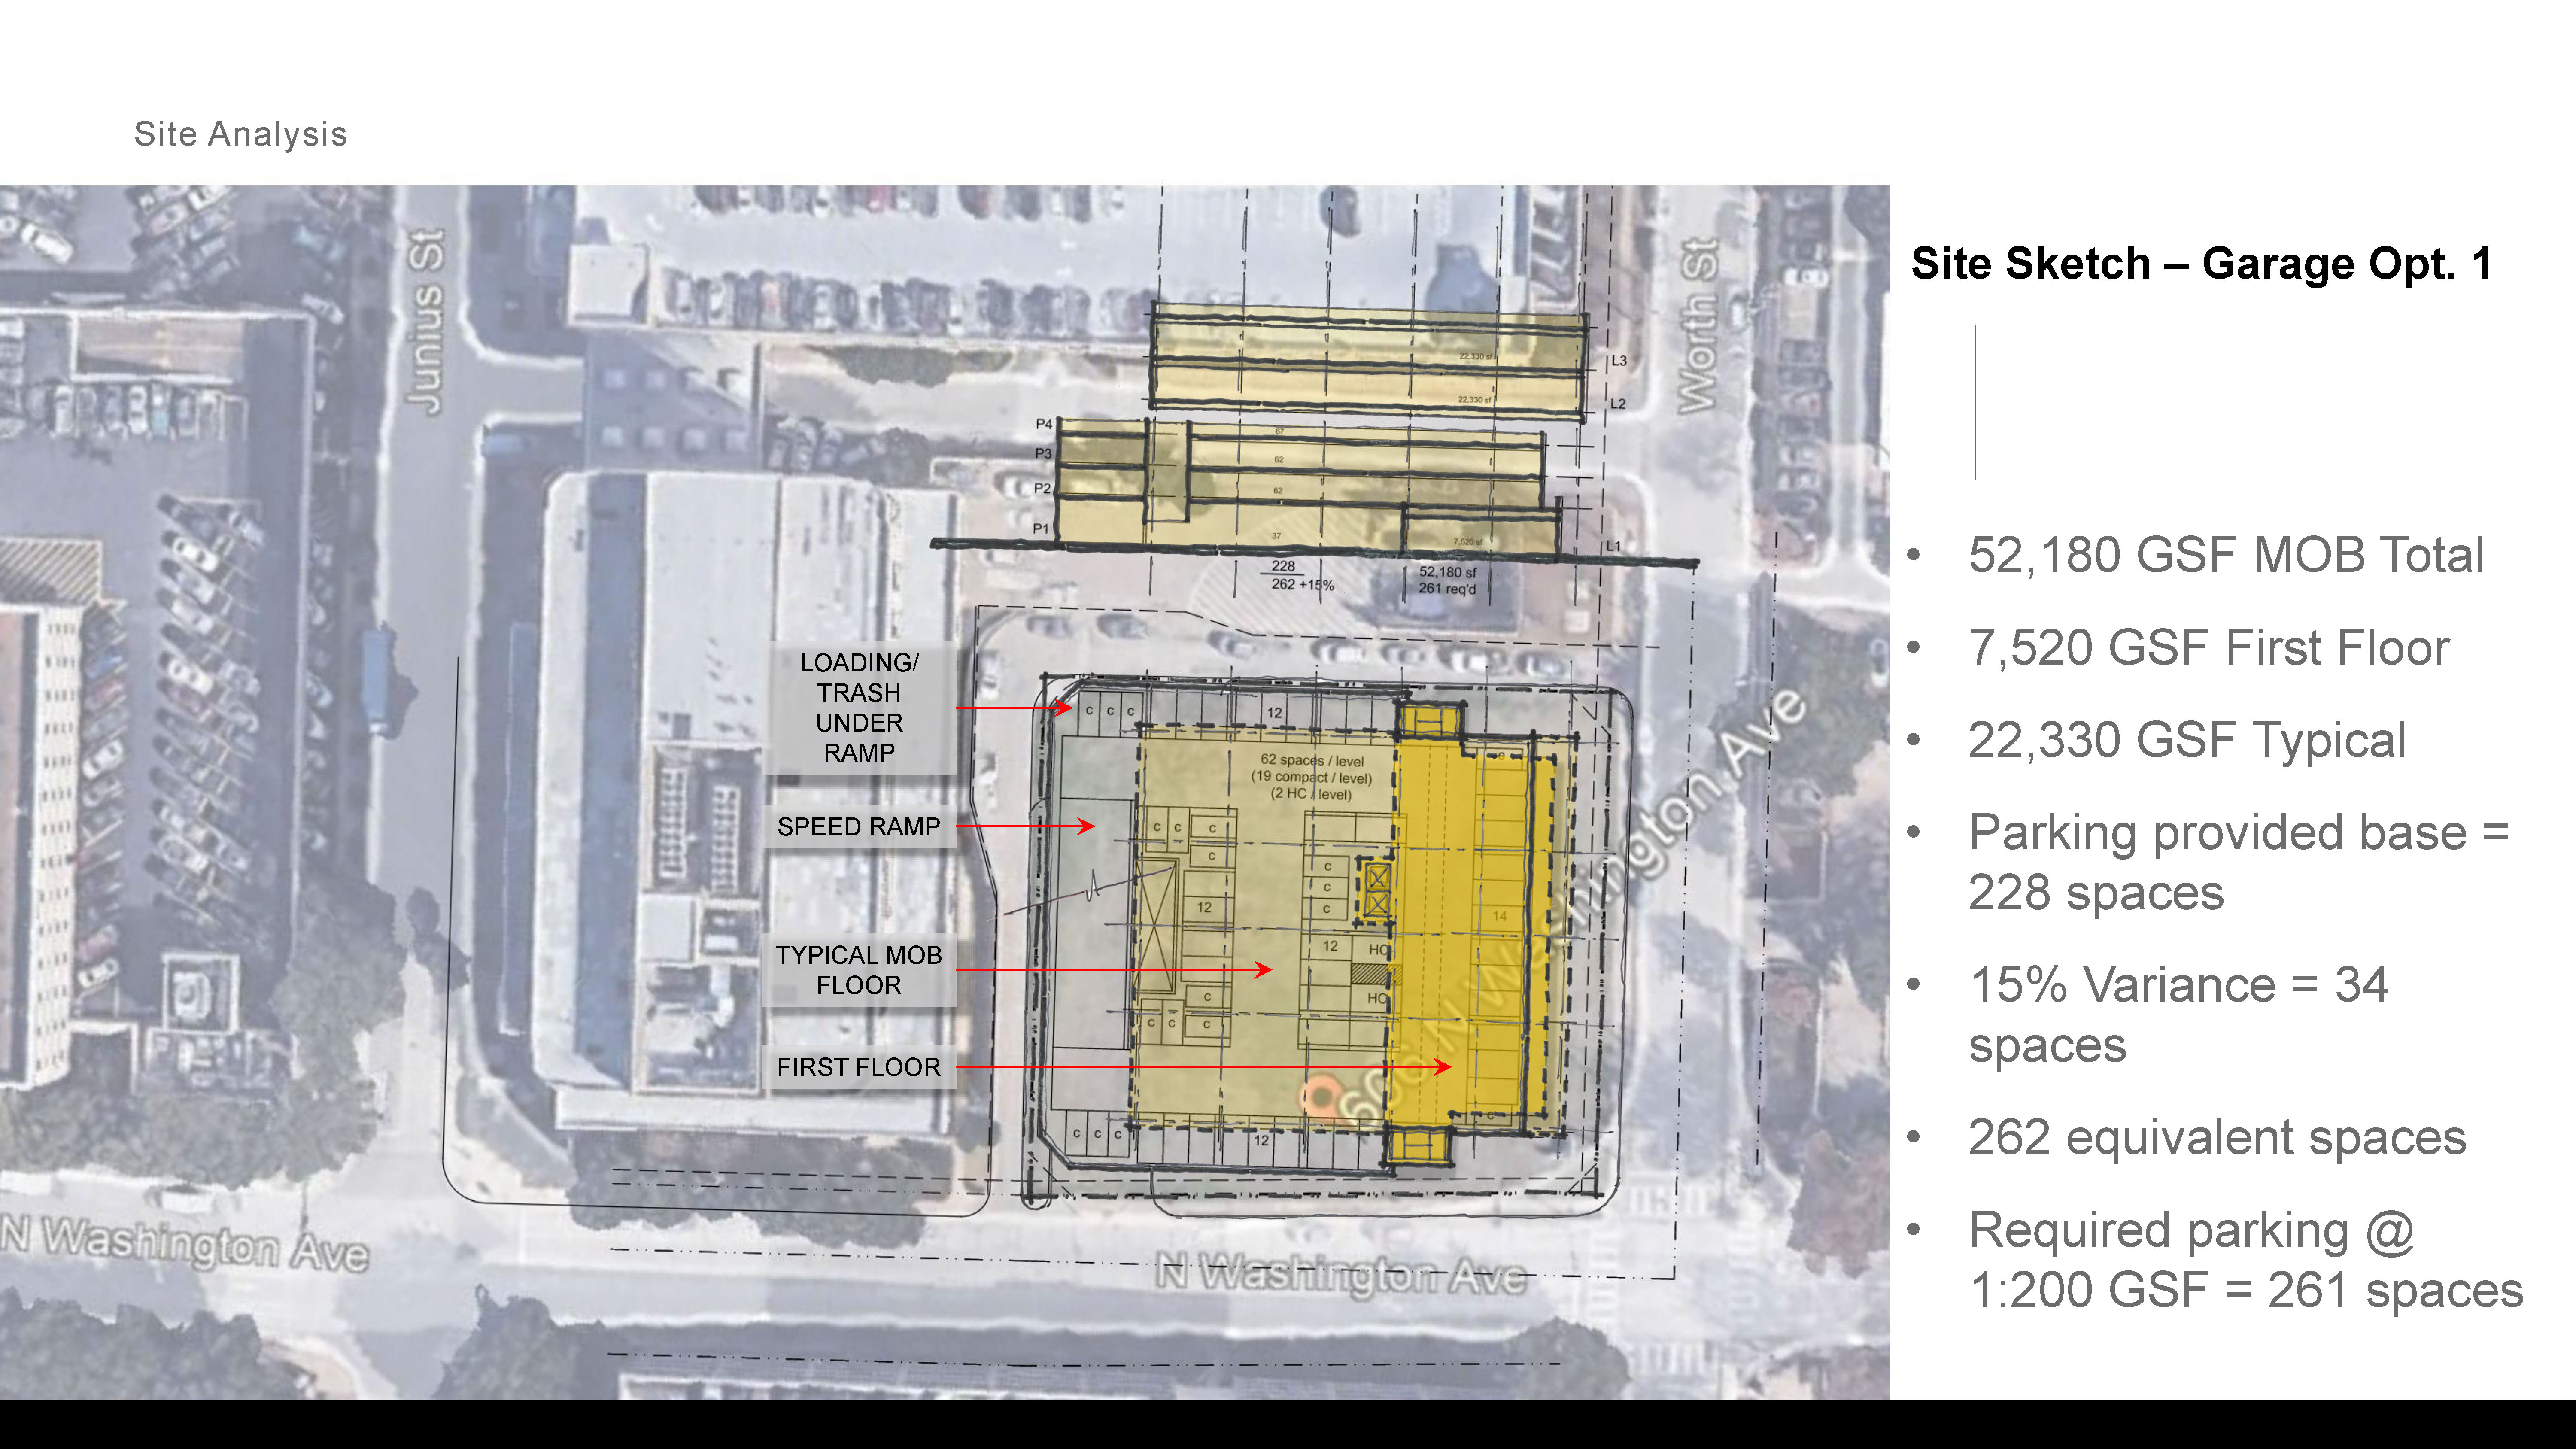 Site Analysis
Site Sketch – Garage Opt. 1
• 52,180 GSF MOB Total
• 7,520 GSF First Floor
• 22,330 GSF Typical
• Parking provided base =
228 spaces
• 15% Variance = 34
spaces
• 262 equivalent spaces
• Required parking @
1:200 GSF = 261 spaces
Junius St
Worth St
22,330 sf
L3
22,330 sf
L2
P4
67
P3
62
P2
62
P1
37
7,520 sf
L1
228
262 +15%
52,180 sf
261 req'd
LOADING/
TRASH
UNDER
RAMP
SPEED RAMP
TYPICAL MOB
FLOOR
FIRST FLOOR
C C C
12
62 spaces / level
(19 compact / level)
(2 HC / level)
C C C
C
C
C
C
12
14
12
HC
HC
C
C C C
C C C
12
C
606 N Washington Ave
N Washington Ave
N Washington Ave